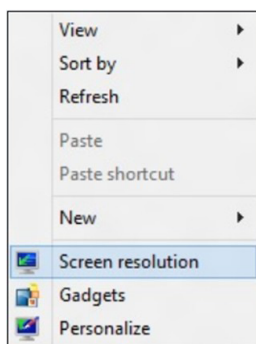 View
Sort by
Refresh
Paste
Paste shortcut
New
Screen resolution
Gadgets
Personalize